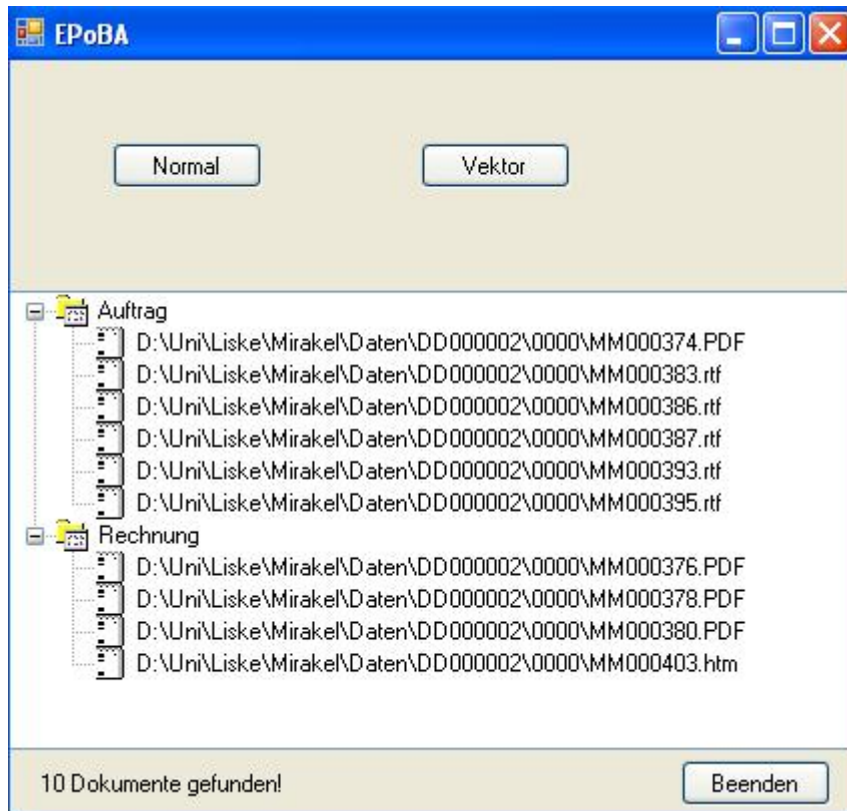 EPoBA
Normal Vektor
Auftrag
D:\Uni\Liske\Mirakel\Daten\DD000002\0000\MM000374.PDF
D:\Uni\Liske\Mirakel\Daten\DD000002\0000\MM000383.rtf
D:\Uni\Liske\Mirakel\Daten\DD000002\0000\MM000386.rtf
D:\Uni\Liske\Mirakel\Daten\DD000002\0000\MM000387.rtf
D:\Uni\Liske\Mirakel\Daten\DD000002\0000\MM000393.rtf
D:\Uni\Liske\Mirakel\Daten\DD000002\0000\MM000395.rtf
Rechnung
D:\Uni\Liske\Mirakel\Daten\DD000002\0000\MM000376.PDF
D:\Uni\Liske\Mirakel\Daten\DD000002\0000\MM000378.PDF
D:\Uni\Liske\Mirakel\Daten\DD000002\0000\MM000380.PDF
D:\Uni\Liske\Mirakel\Daten\DD000002\0000\MM000403.htm
10 Dokumente gefunden! Beenden